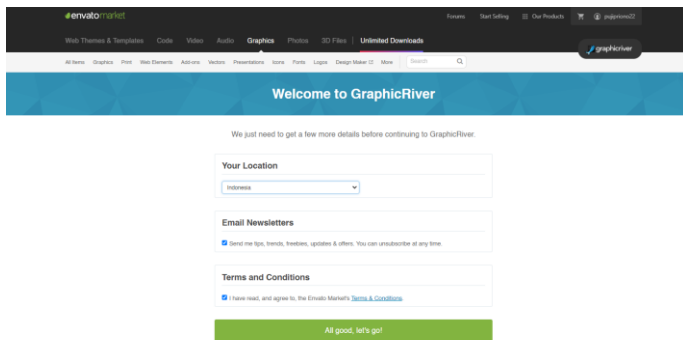 envatomarket
Forums Start Selling Our Products
Web Themes & Templates Code Video Audio Graphics Photos 3D Files Unlimited Downloads
graphicriver
All Items Graphics Print Web Elements Add-ons Vectors Presentations Icons Fonts Logos Design Maker More Search
Welcome to GraphicRiver
We just need to get a few more details before continuing to GraphicRiver.
Your Location
Indonesia
Email Newsletters
Send me tips, trends, freebies, updates & offers. You can unsubscribe at any time.
Terms and Conditions
I have read, and agree to, the Envato Market's Terms & Conditions.
All good, let's go!